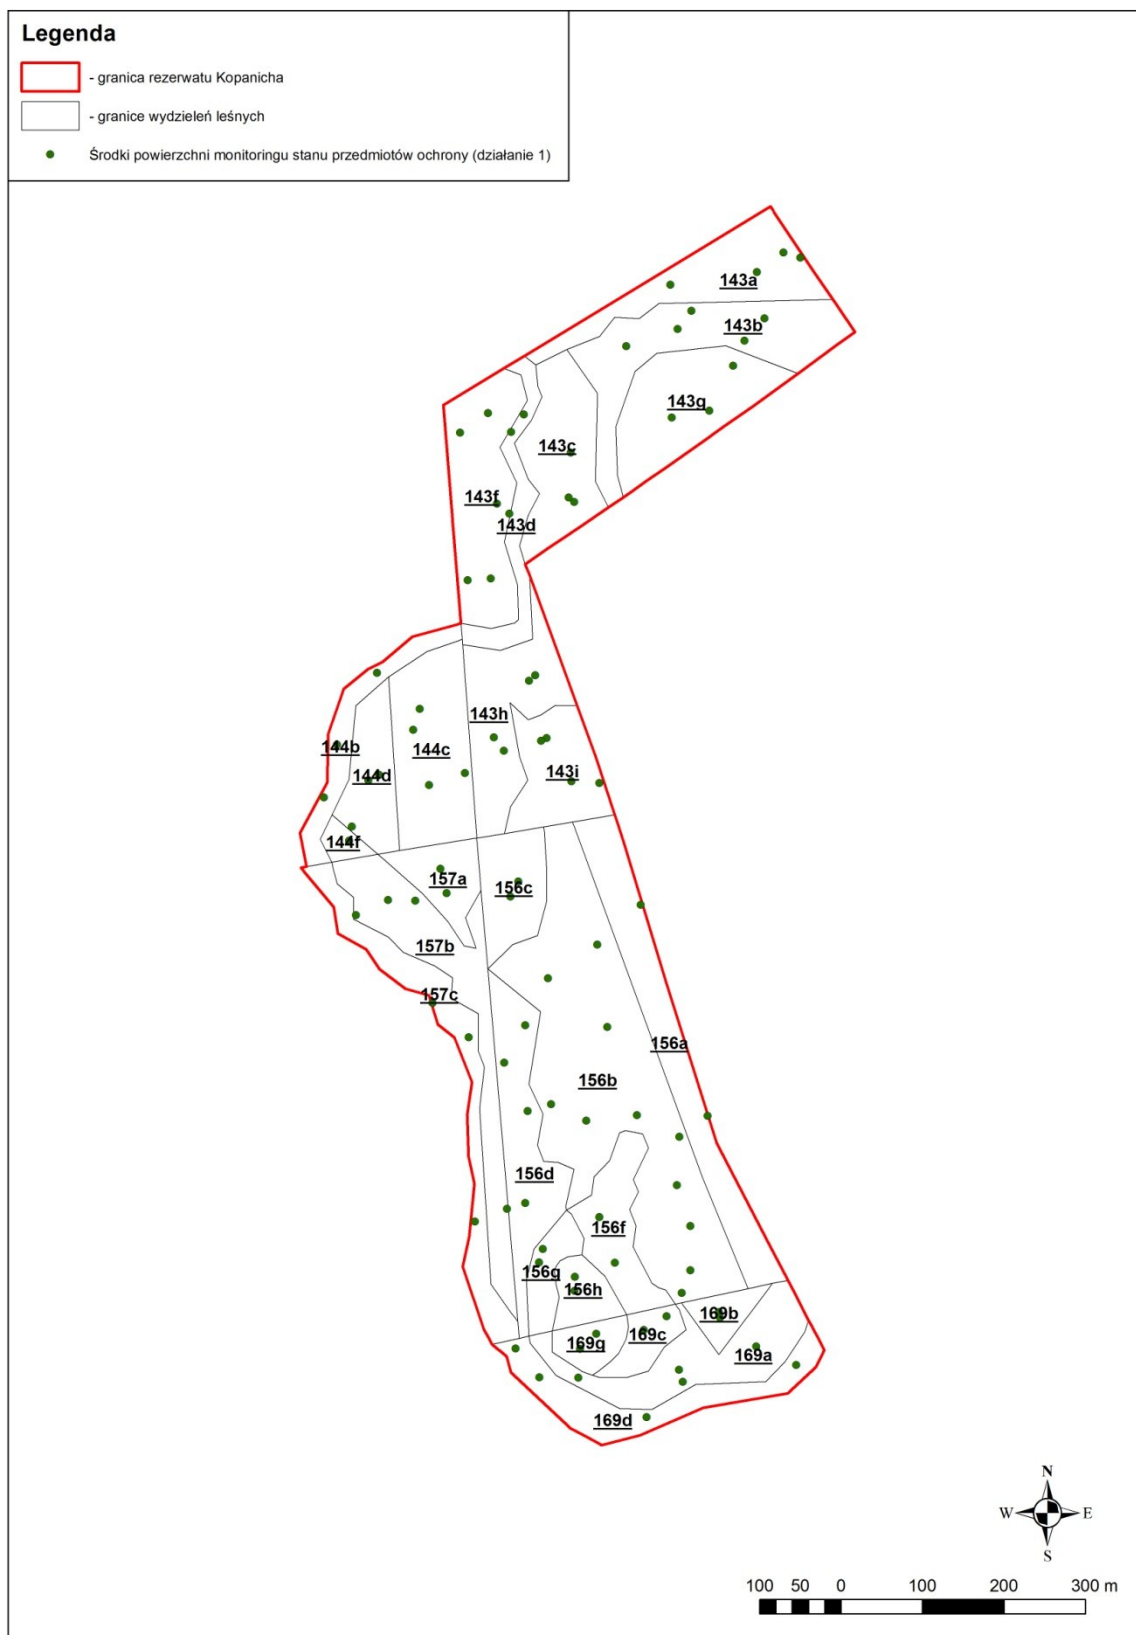 Legenda
- granica rezerwatu Kopanicha
- granice wydzieleń leśnych
Środki powierzchni monitoringu stanu przedmiotów ochrony (działanie 1)
143a
143b
143g
143c
143f
143d
143h
144b
144c
144d
143i
144f
157a
156c
157b
157c
156a
156b
156d
156f
156g
156h
169b
169c
169g
169a
169d
N
W E
S
100 50 0 100 200 300 m